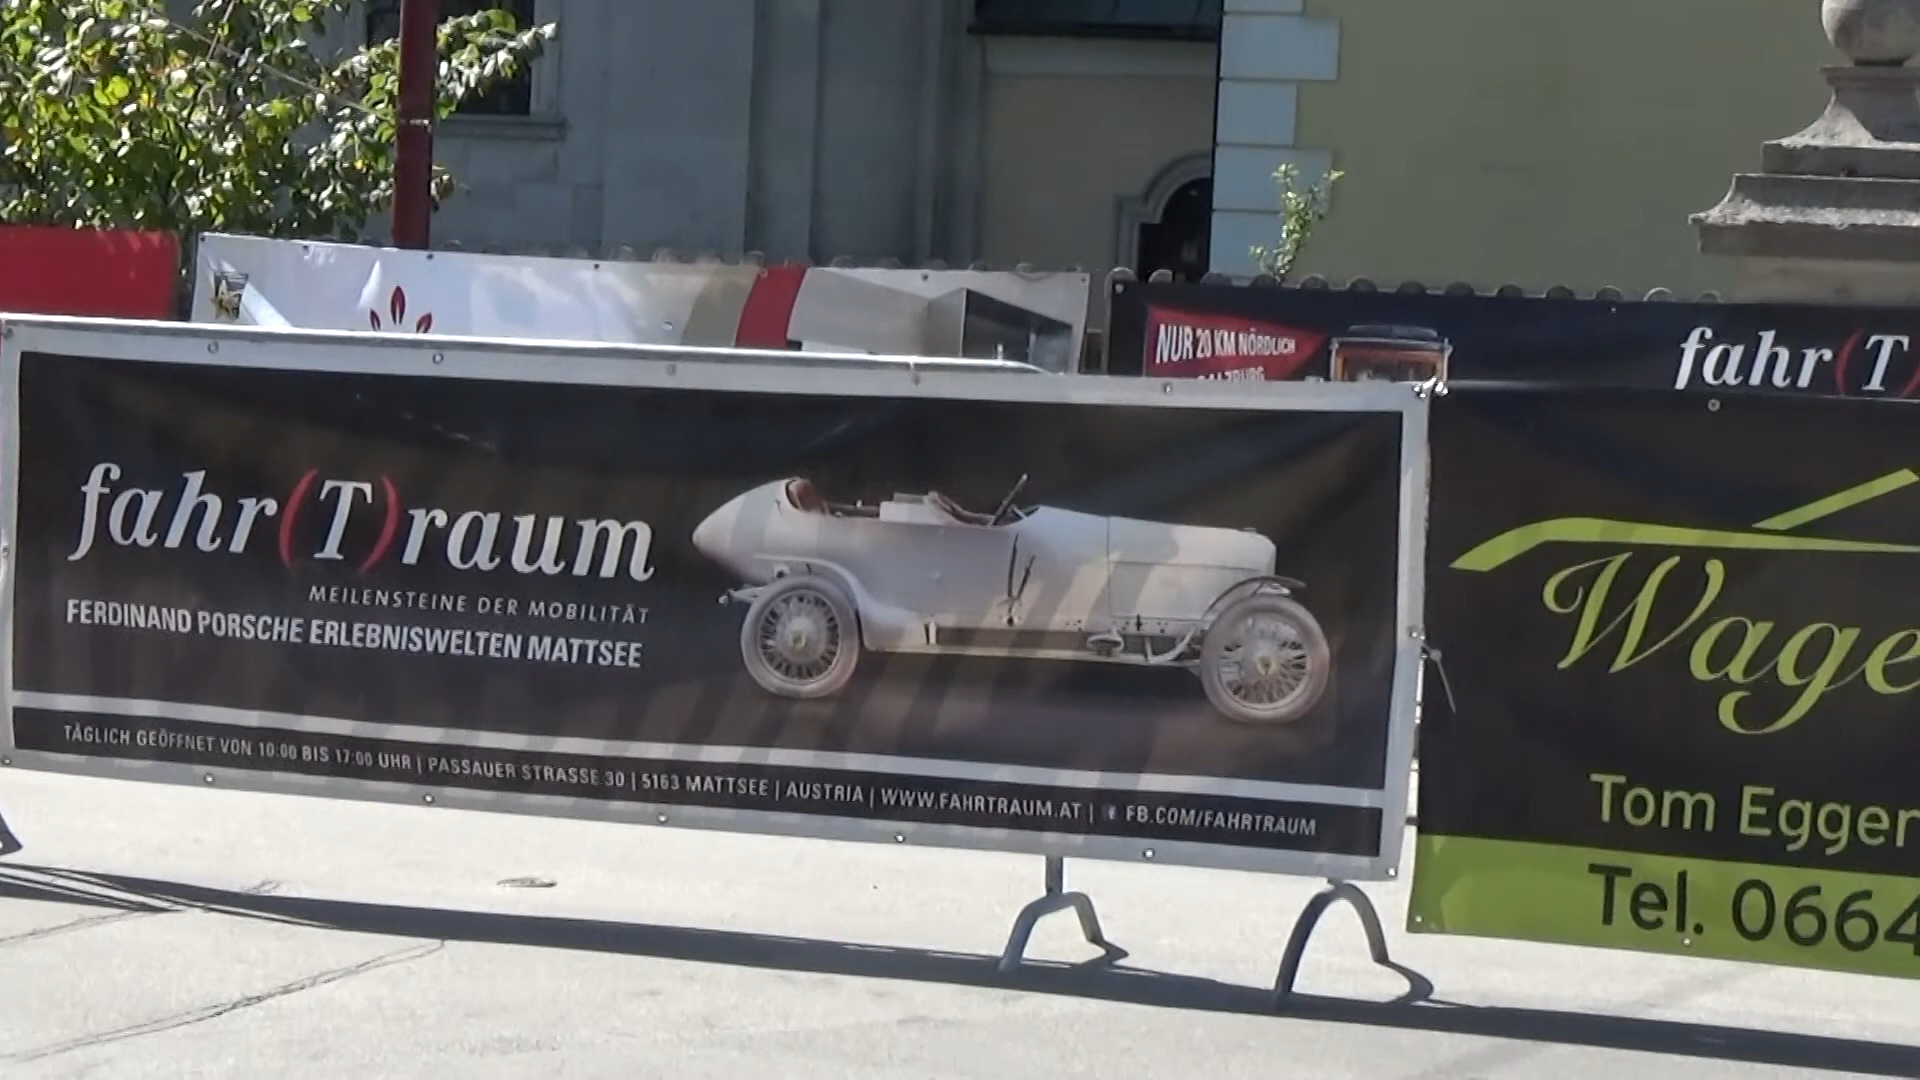 NUR 20 KM NÖRDLICH
SALZBURG
fahr(T)
fahr(T)raum
MEILENSTEINE DER MOBILITÄT
FERDINAND PORSCHE ERLEBNISWELTEN MATTSEE
TÄGLICH GEÖFFNET VON 10:00 BIS 17:00 UHR | PASSAUER STRASSE 30 | 5163 MATTSEE | AUSTRIA | WWW.FAHRTRAUM.AT | f FB.COM/FAHRTRAUM
Wage
Tom Egger
Tel. 0664